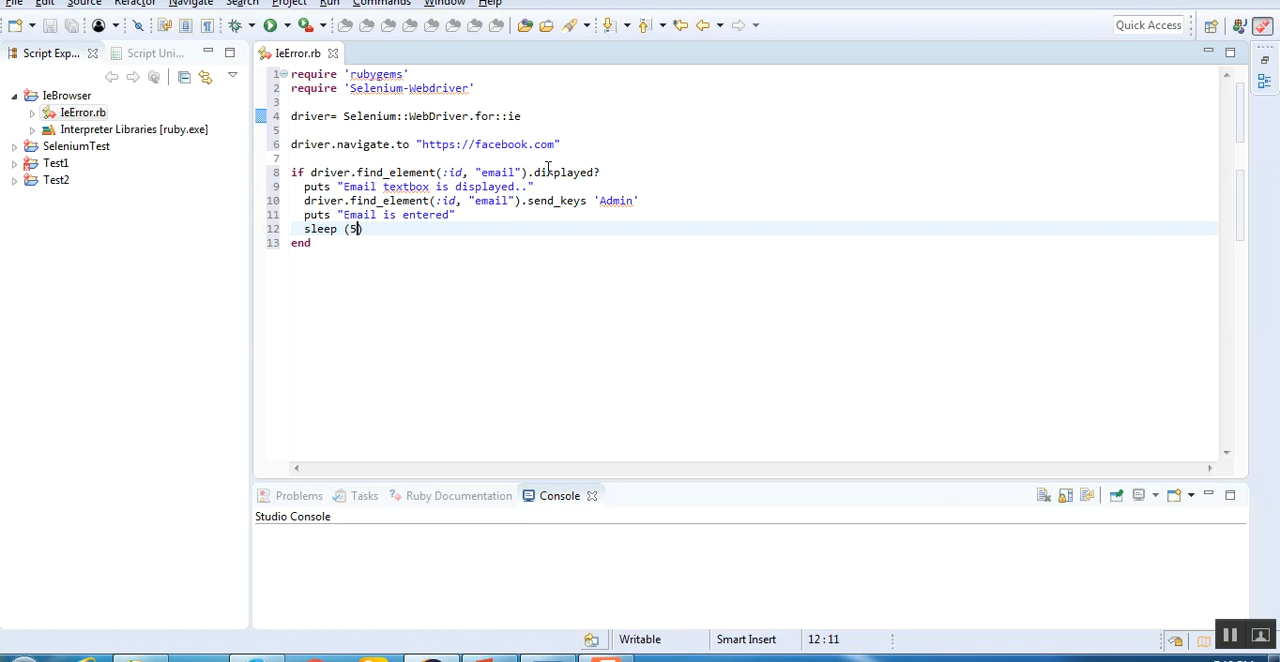 File Edit Source Refactor Navigate Search Project Run Commands Window Help
Quick Access
Script Exp... Script Uni... IeError.rb
IeBrowser
IeError.rb
Interpreter Libraries [ruby.exe]
SeleniumTest
Test1
Test2
1 require 'rubygems'
2 require 'Selenium-Webdriver'
3
4 driver= Selenium::WebDriver.for::ie
5
6 driver.navigate.to "https://facebook.com"
7
8 if driver.find_element(:id, "email").displayed?
9 puts "Email textbox is displayed.."
10 driver.find_element(:id, "email").send_keys 'Admin'
11 puts "Email is entered"
12 sleep (5)
13 end
Problems Tasks Ruby Documentation Console
Studio Console
Writable Smart Insert 12 : 11